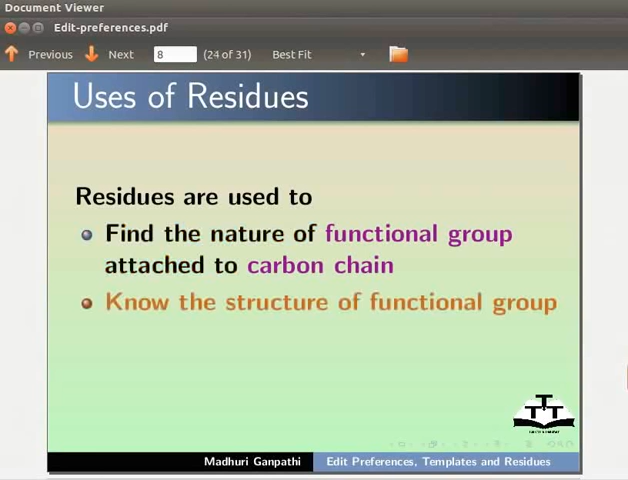 Document Viewer
Edit-preferences.pdf
Previous Next 8 (24 of 31) Best Fit
Uses of Residues
Residues are used to
Find the nature of functional group
attached to carbon chain
Know the structure of functional group
TTT
Madhuri Ganpathi Edit Preferences, Templates and Residues